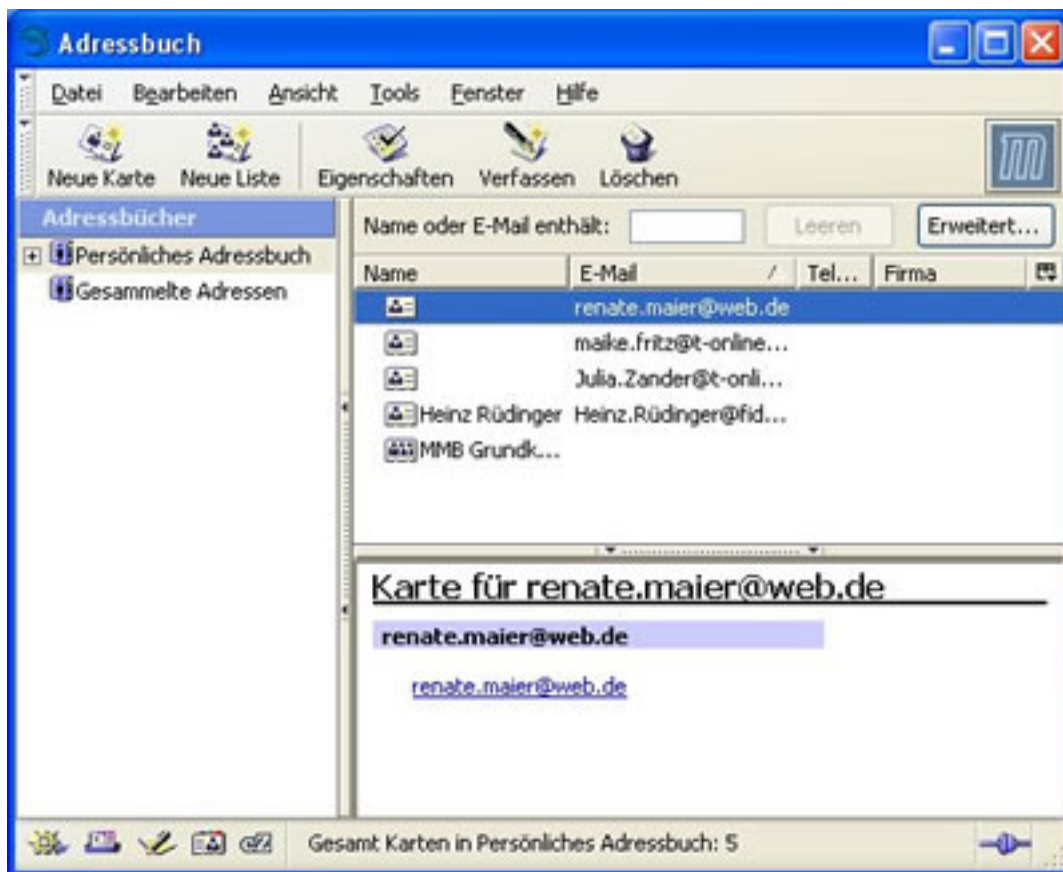 Adressbuch
Datei Bearbeiten Ansicht Tools Fenster Hilfe
Neue Karte Neue Liste Eigenschaften Verfassen Löschen
Adressbücher
Persönliches Adressbuch
Gesammelte Adressen
Name oder E-Mail enthält: Leeren Erweitert...
Name E-Mail Tel... Firma
renate.maier@web.de
maike.fritz@t-online...
Julia.Zander@t-onli...
Heinz Rüdinger Heinz.Rüdinger@fid...
MMB Grundk...
Karte für renate.maier@web.de
renate.maier@web.de
renate.maier@web.de
Gesamt Karten in Persönliches Adressbuch: 5